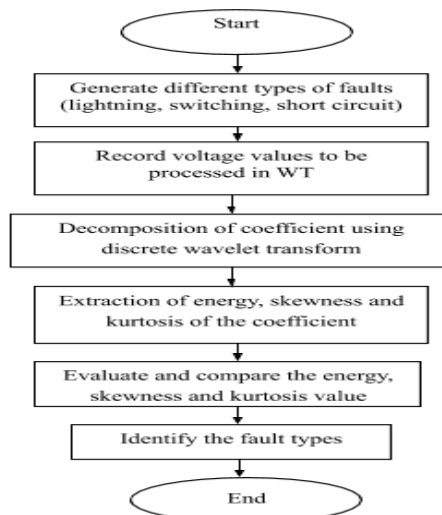 Start
Generate different types of faults
(lightning, switching, short circuit)
Record voltage values to be
processed in WT
Decomposition of coefficient using
discrete wavelet transform
Extraction of energy, skewness and
kurtosis of the coefficient
Evaluate and compare the energy,
skewness and kurtosis value
Identify the fault types
End